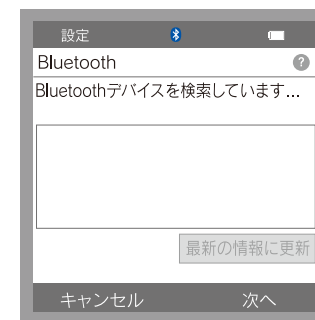 設定
Bluetooth ?
Bluetoothデバイスを検索しています...
最新の情報に更新
キャンセル 次へ